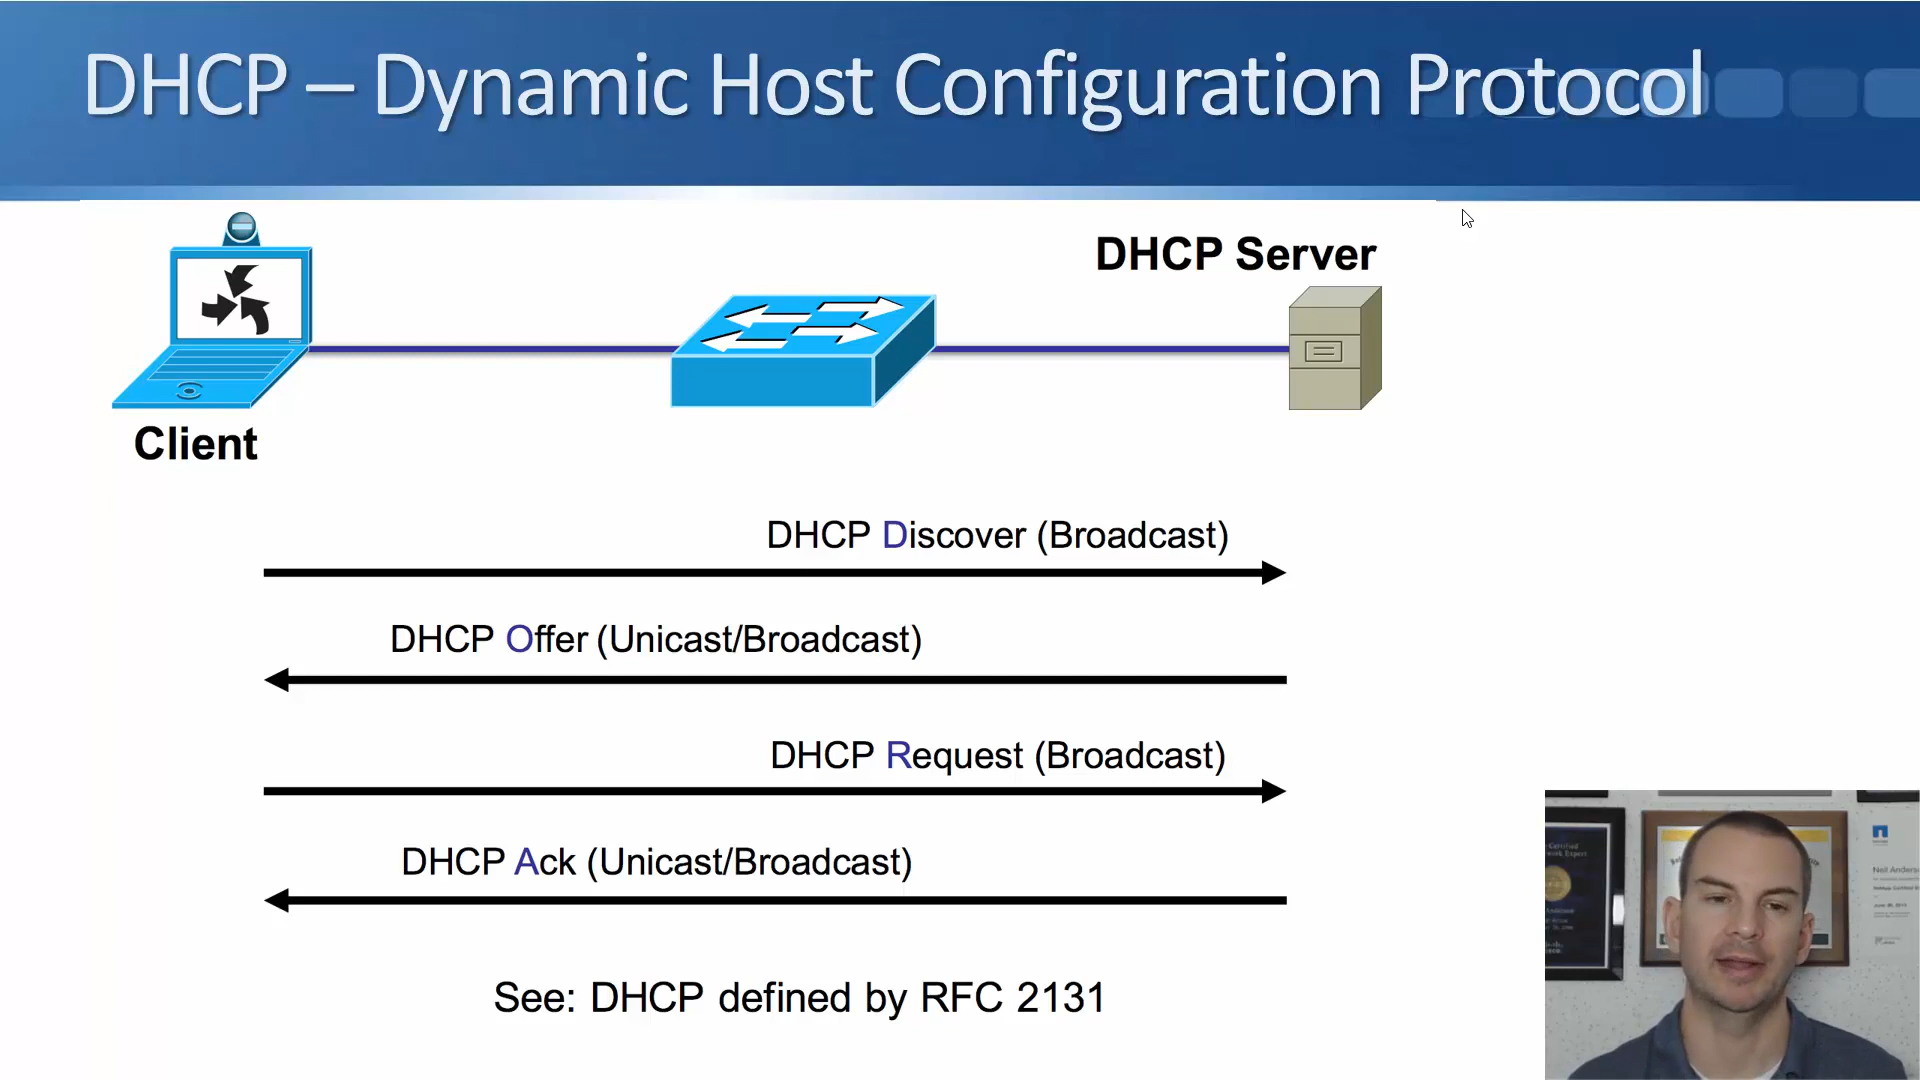 DHCP – Dynamic Host Configuration Protocol
DHCP Server
Client
DHCP Discover (Broadcast)
DHCP Offer (Unicast/Broadcast)
DHCP Request (Broadcast)
DHCP Ack (Unicast/Broadcast)
See: DHCP defined by RFC 2131